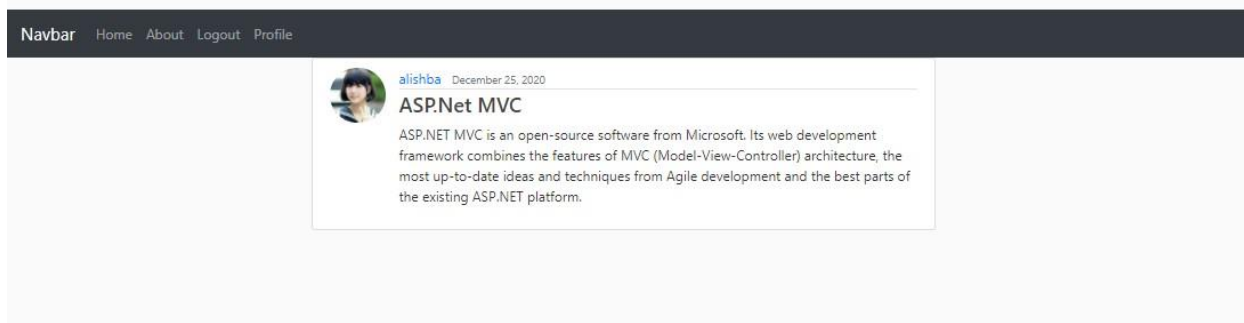 Navbar Home About Logout Profile
alishba December 25, 2020
ASP.Net MVC
ASP.NET MVC is an open-source software from Microsoft. Its web development
framework combines the features of MVC (Model-View-Controller) architecture, the
most up-to-date ideas and techniques from Agile development and the best parts of
the existing ASP.NET platform.